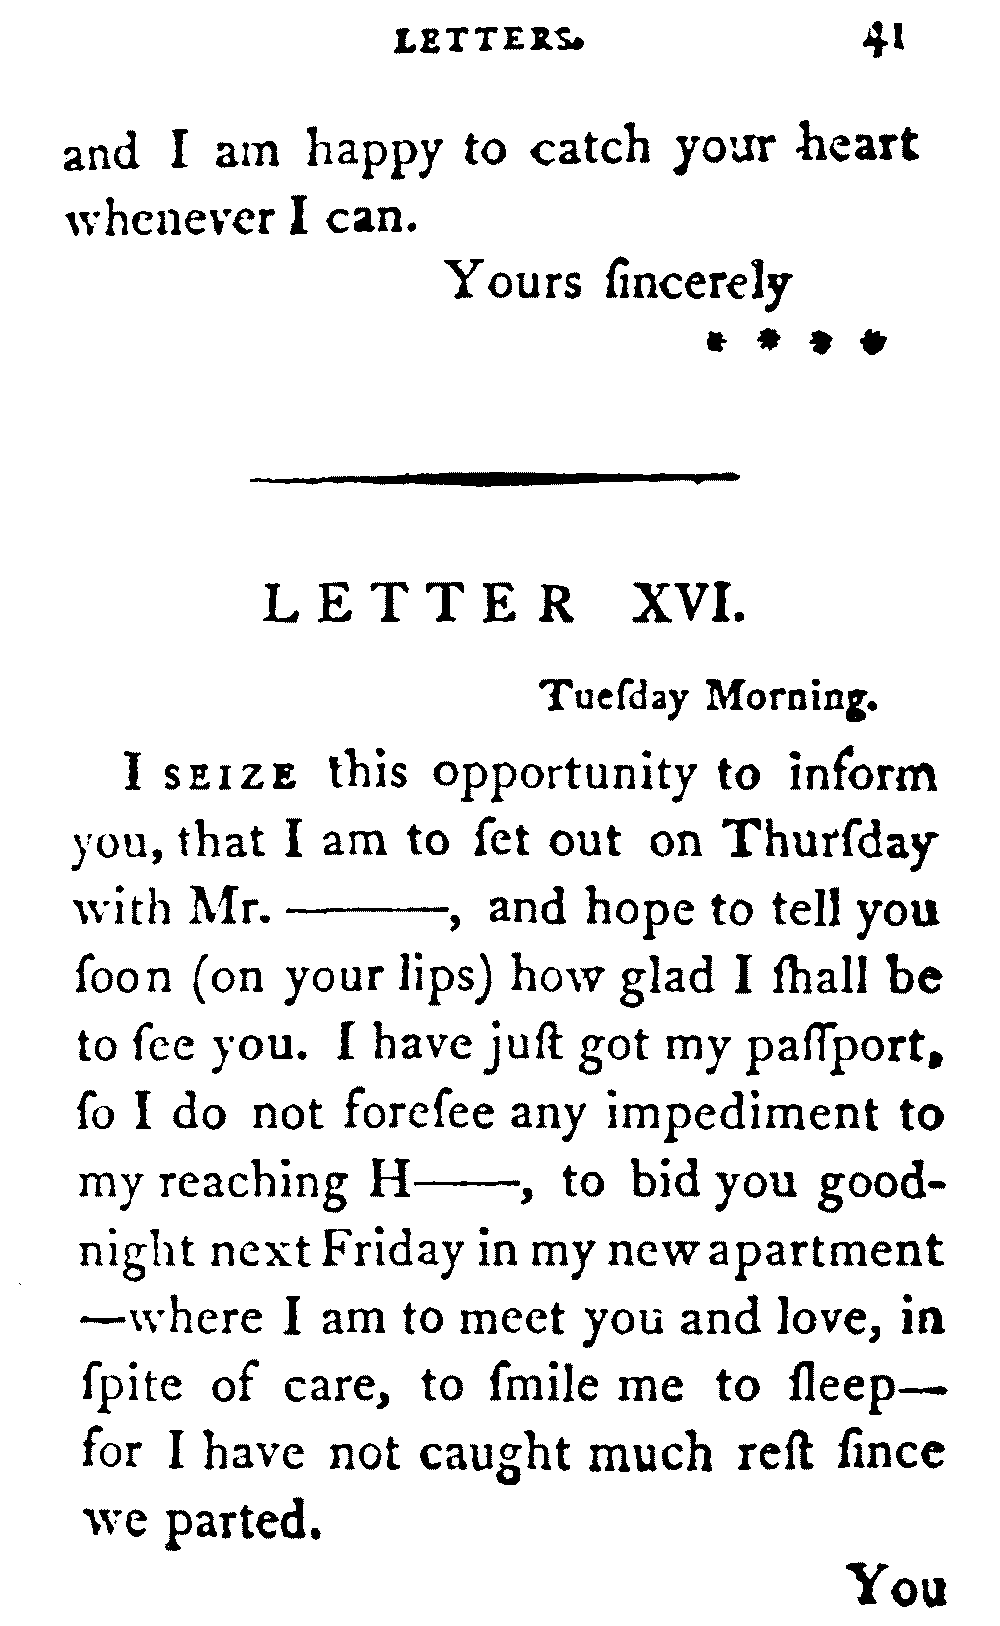 LETTERS. 41
and I am happy to catch your heart
whenever I can.
Yours ſincerely
* * * *
LETTER XVI.
Tueſday Morning.
I SEIZE this opportunity to inform
you, that I am to ſet out on Thurſday
with Mr. ———, and hope to tell you
ſoon (on your lips) how glad I ſhall be
to ſee you. I have juſt got my paſſport,
ſo I do not foreſee any impediment to
my reaching H——, to bid you good-
night next Friday in my new apartment
—where I am to meet you and love, in
ſpite of care, to ſmile me to ſleep—
for I have not caught much reſt ſince
we parted.
You